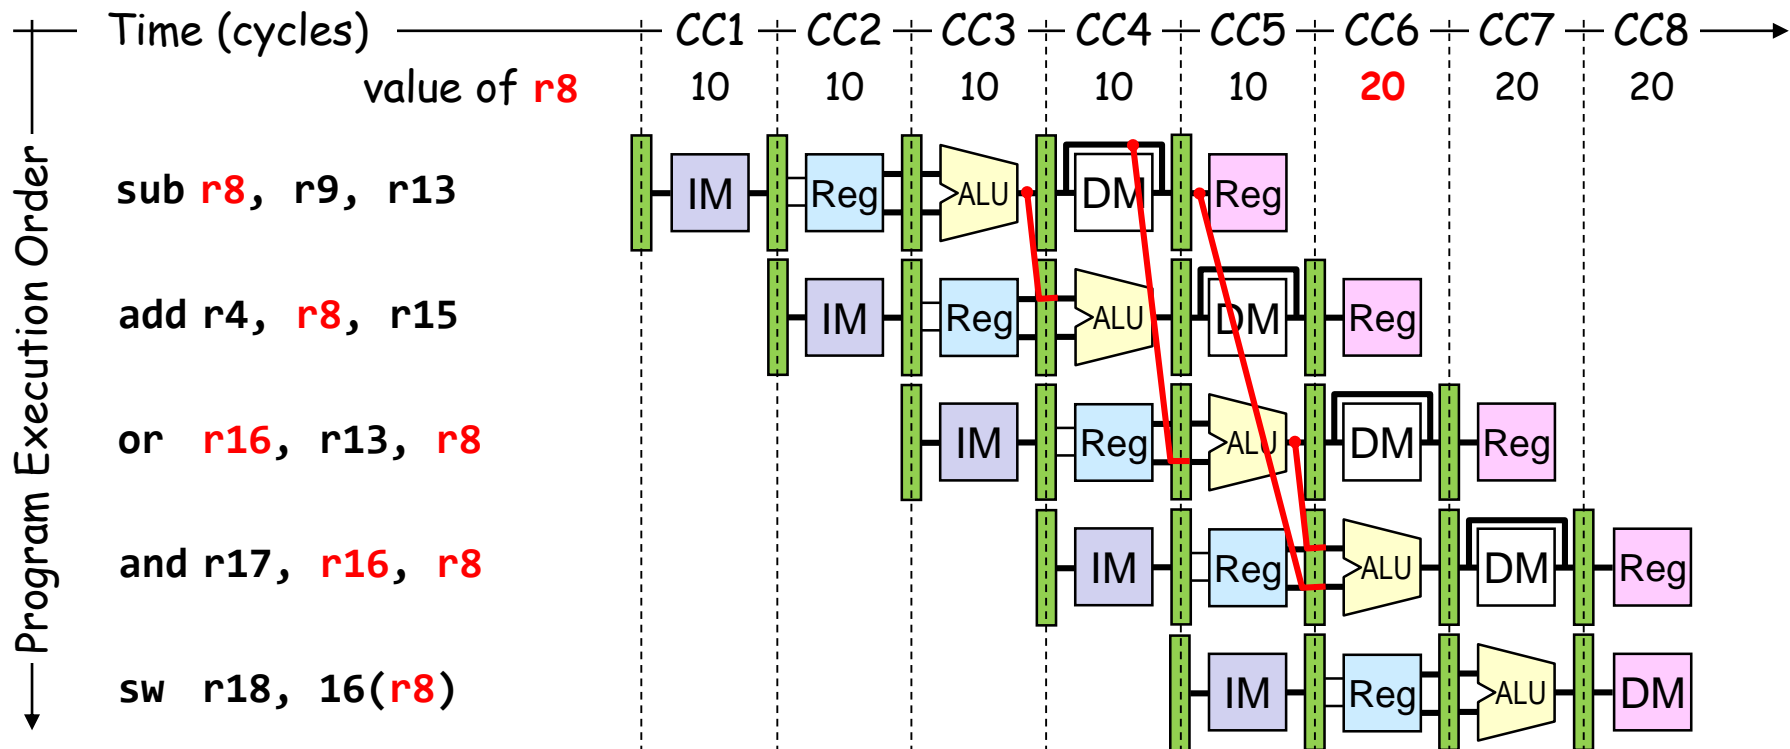 Time (cycles) CC1 CC2 CC3 CC4 CC5 CC6 CC7 CC8
value of r8 10 10 10 10 10 20 20 20
Program Execution Order
sub r8, r9, r13 IM Reg ALU DM Reg
add r4, r8, r15 IM Reg ALU DM Reg
or r16, r13, r8 IM Reg ALU DM Reg
and r17, r16, r8 IM Reg ALU DM Reg
sw r18, 16(r8) IM Reg ALU DM